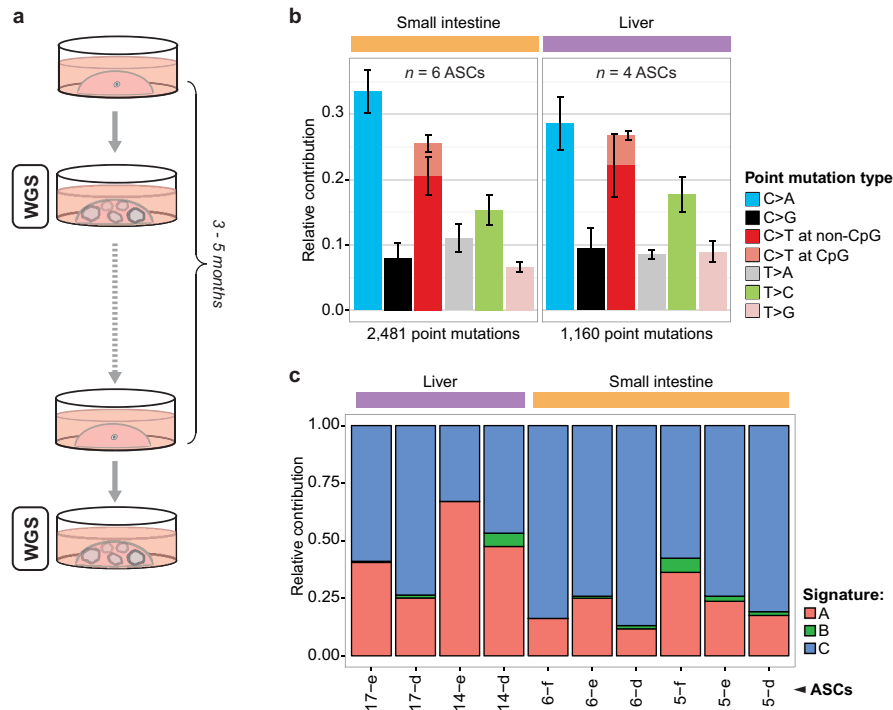 a
WGS
3 - 5 months
WGS
b
Small intestine
Liver
n = 6 ASCs
n = 4 ASCs
Relative contribution
0.3
0.2
0.1
0.0
2,481 point mutations
1,160 point mutations
Point mutation type
C>A
C>G
C>T at non-CpG
C>T at CpG
T>A
T>C
T>G
c
Liver
Small intestine
Relative contribution
1.00
0.75
0.50
0.25
0.00
17-e
17-d
14-e
14-d
6-f
6-e
6-d
5-f
5-e
5-d
◄ ASCs
Signature:
A
B
C